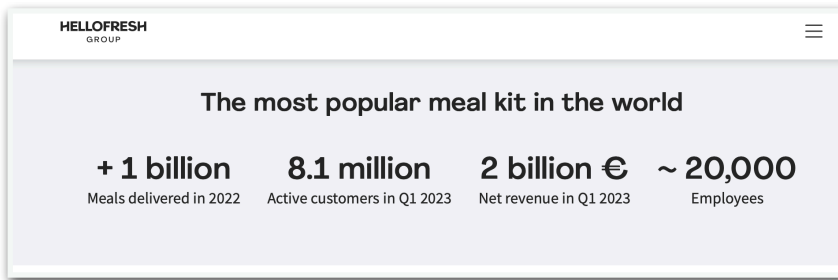 HELLOFRESH
GROUP
The most popular meal kit in the world
+ 1 billion
Meals delivered in 2022
8.1 million
Active customers in Q1 2023
2 billion €
Net revenue in Q1 2023
~ 20,000
Employees